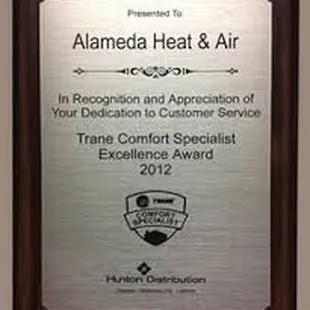 Presented To:
Alameda Heat & Air
In Recognition and Appreciation of
Your Dedication to Customer Service
Trane Comfort Specialist
Excellence Award
2012
TRANE
COMFORT
SPECIALIST
Hunton Distribution